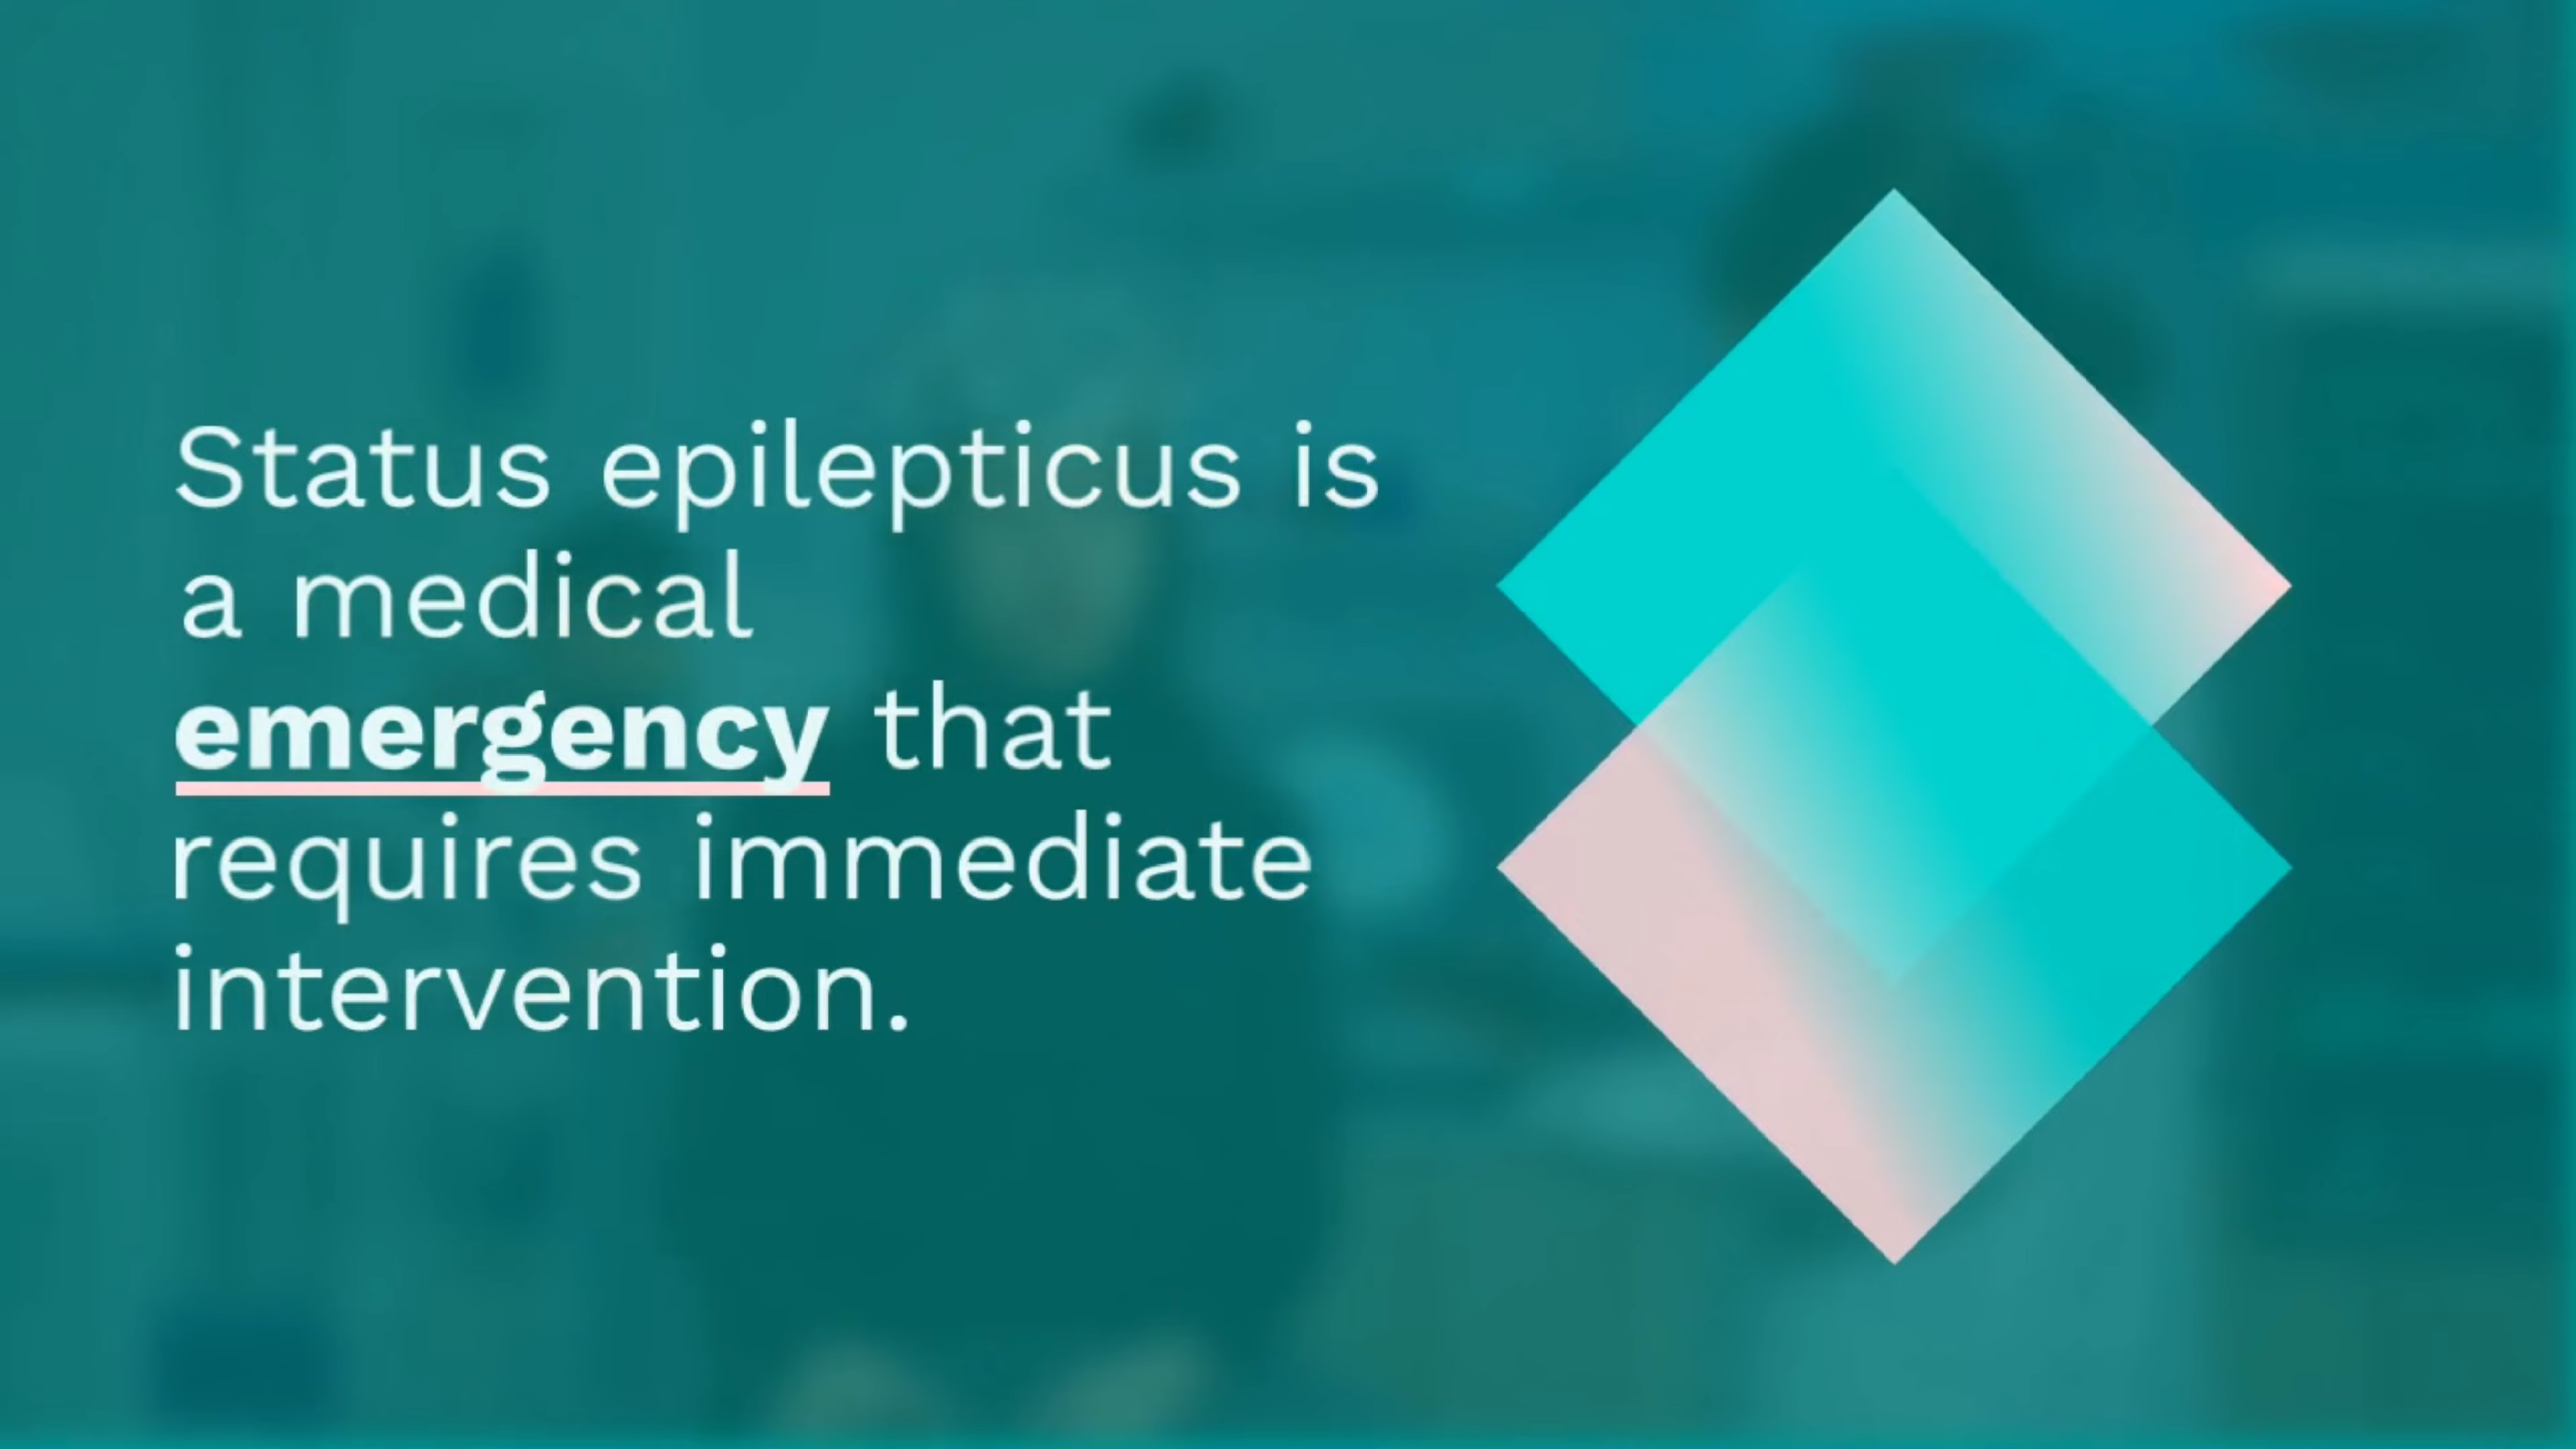 Status epilepticus is
a medical
emergency that
requires immediate
intervention.